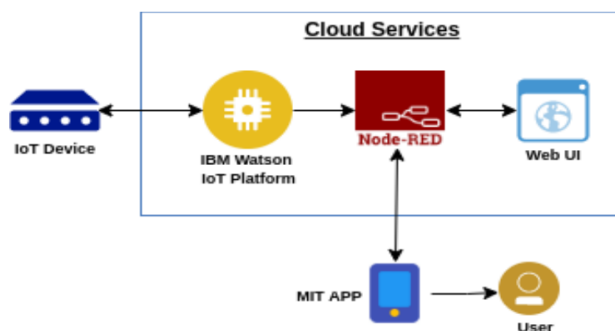 Cloud Services
IoT Device
IBM Watson
IoT Platform
Node-RED
Web UI
MIT APP
User